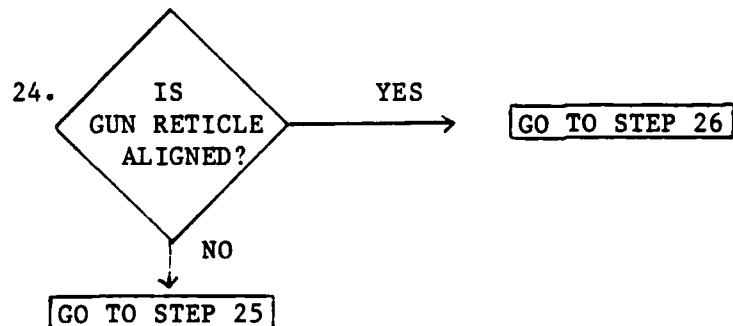 24.
IS
GUN RETICLE
ALIGNED?
YES
GO TO STEP 26
NO
GO TO STEP 25